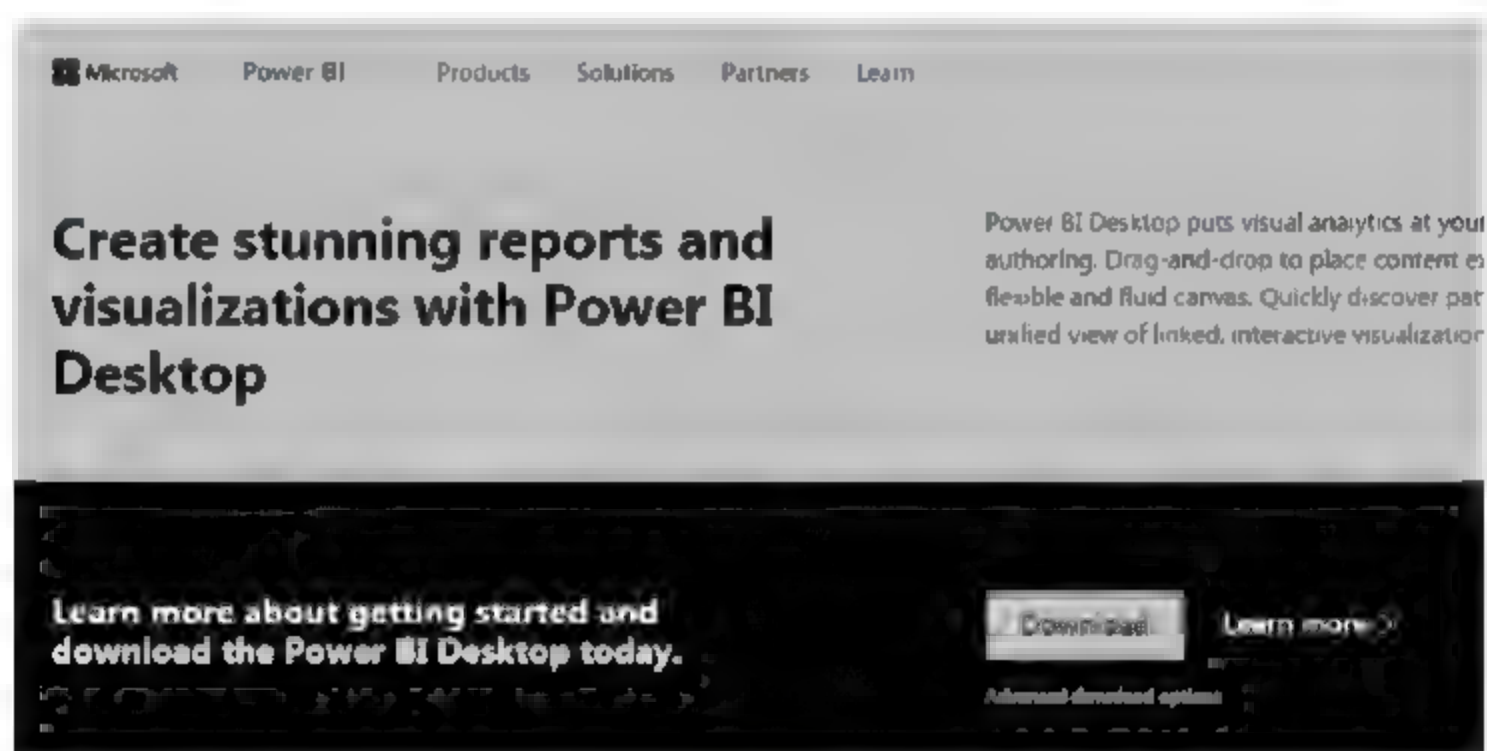 Microsoft Power BI Products Solutions Partners Learn
Create stunning reports and
visualizations with Power BI
Desktop
Power BI Desktop puts visual analytics at your
authoring. Drag-and-drop to place content
flexible and fluid canvas. Quickly discover
unified view of linked, interactive
Learn more about getting started and
download the Power BI Desktop today.
Download Learn more >
Advanced download options